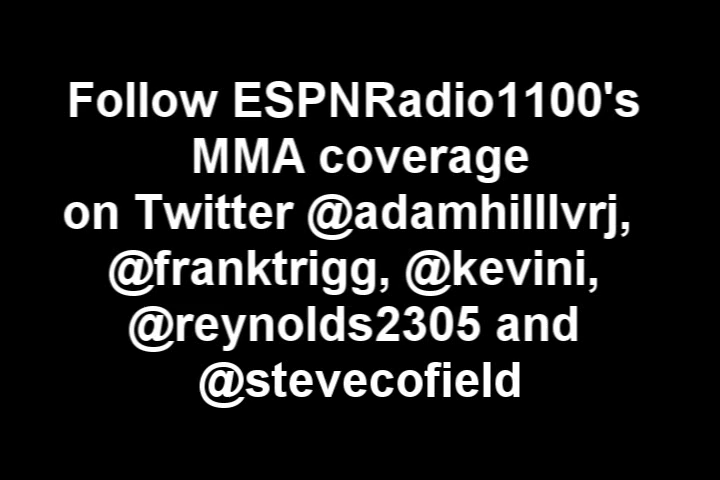 Follow ESPNRadio1100's
MMA coverage
on Twitter @adamhilllvrj,
@franktrigg, @kevini,
@reynolds2305 and
@stevecofield